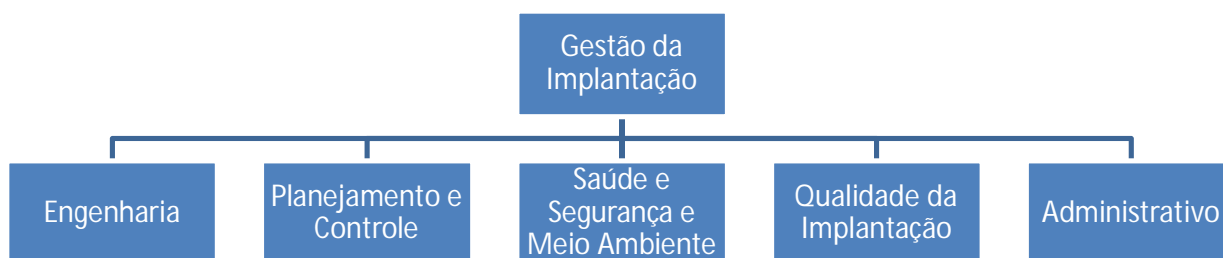 Gestão da
Implantação
Engenharia
Planejamento e
Controle
Saúde e
Segurança e
Meio Ambiente
Qualidade da
Implantação
Administrativo